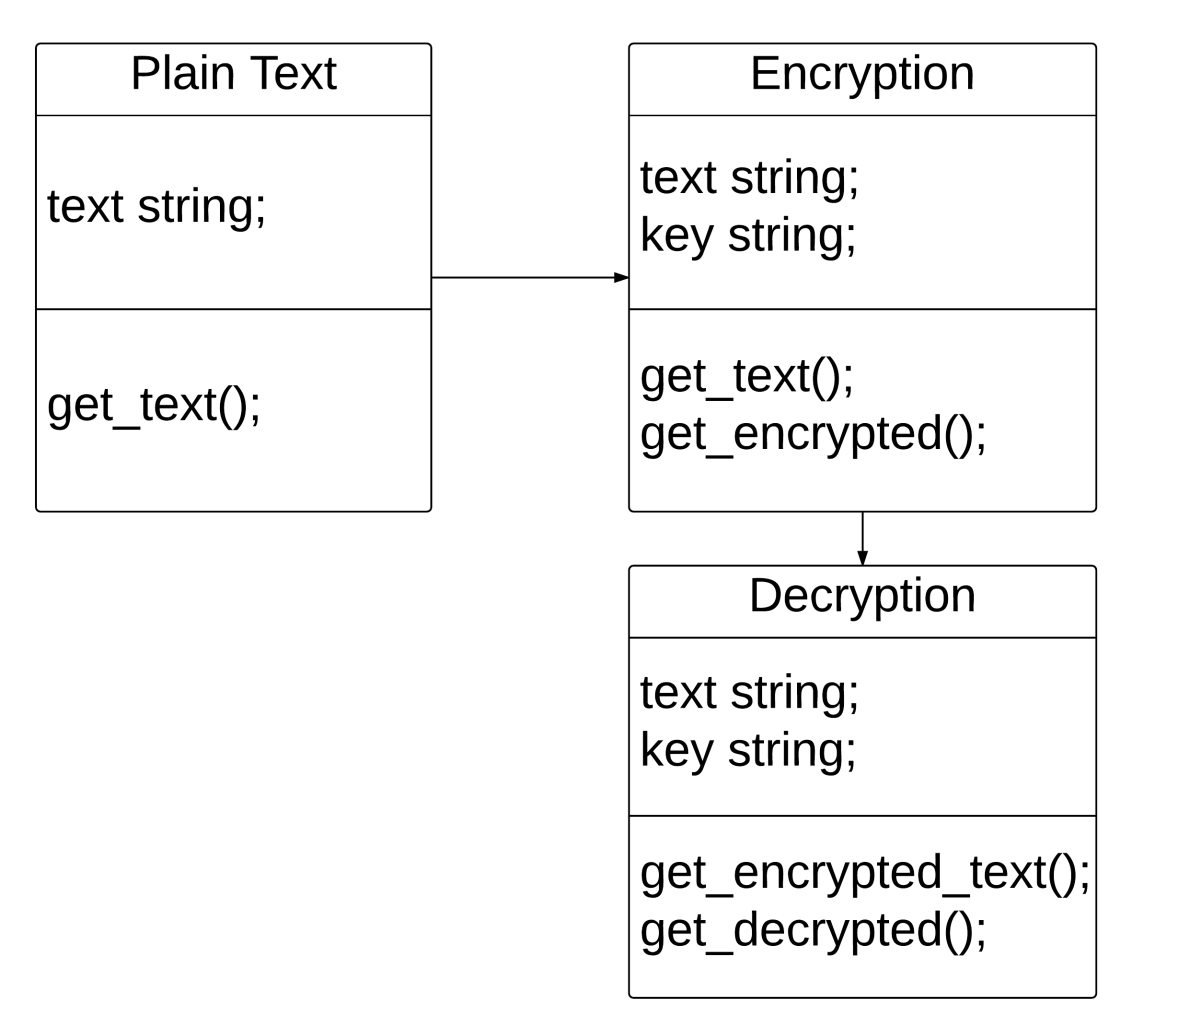 Plain Text
text string;
get_text();
Encryption
text string;
key string;
get_text();
get_encrypted();
Decryption
text string;
key string;
get_encrypted_text();
get_decrypted();